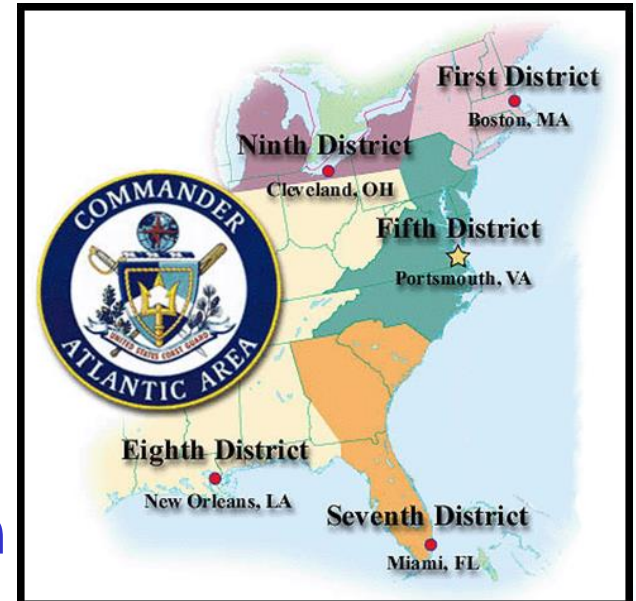 First District
Boston, MA
Ninth District
Cleveland, OH
Fifth District
Portsmouth, VA
COMMANDER
UNITED STATES COAST GUARD
ATLANTIC AREA
Eighth District
New Orleans, LA
Seventh District
Miami, FL